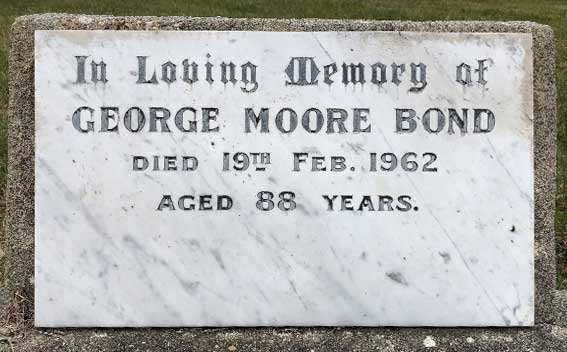 In Loving Memory of
GEORGE MOORE BOND
DIED 19TH FEB. 1962
AGED 88 YEARS.